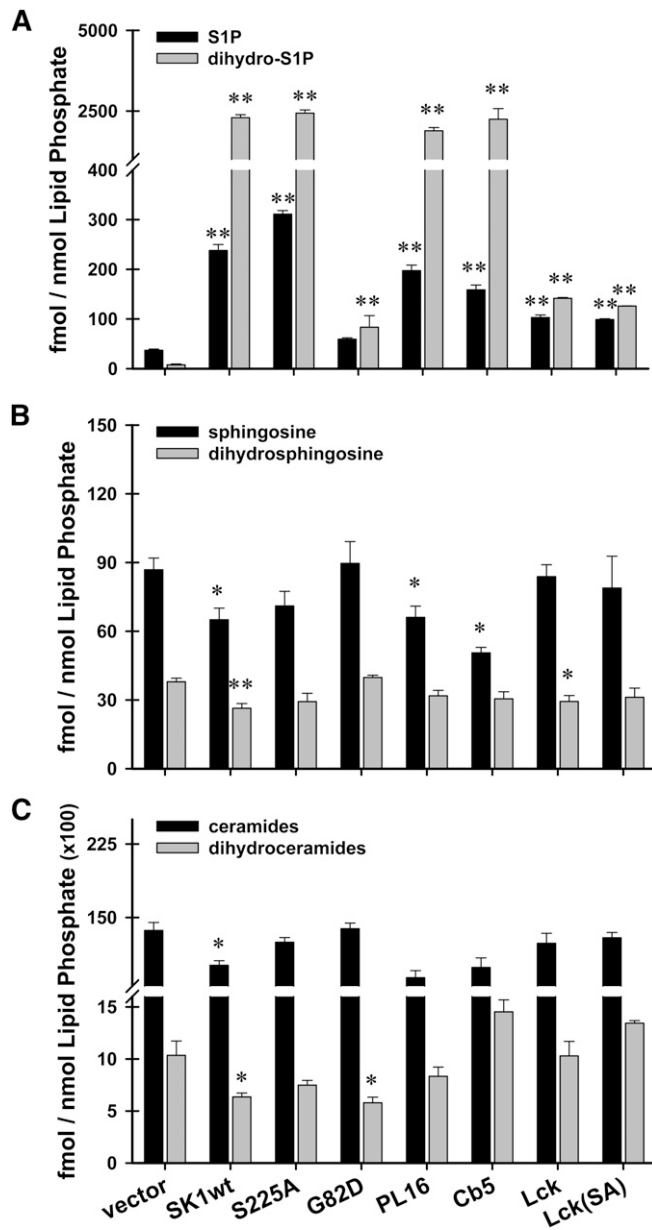 A
S1P
dihydro-S1P
5000
2500
400
300
200
100
0
fmol / nmol Lipid Phosphate
** ** ** ** ** ** ** ** ** ** ** ** **
B
sphingosine
dihydrosphingosine
150
120
90
60
30
0
fmol / nmol Lipid Phosphate
* ** * * *
C
ceramides
dihydroceramides
225
150
15
10
5
0
fmol / nmol Lipid Phosphate (x100)
* * *
vector SK1wt S225A G82D PL16 Cb5 Lck Lck(SA)